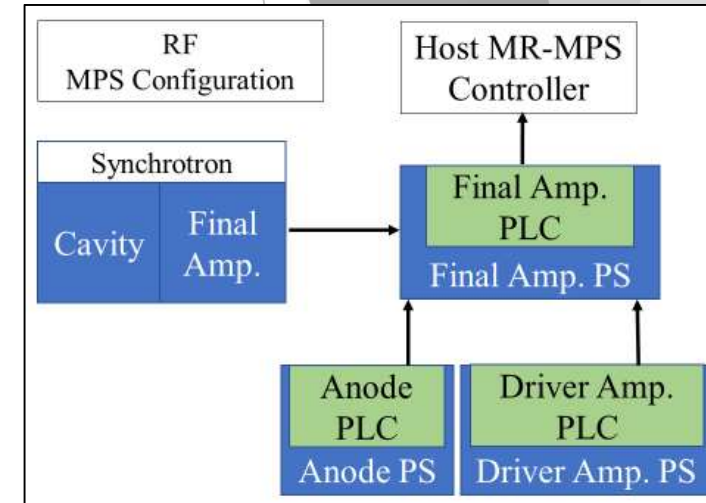 RF
MPS Configuration
Host MR-MPS
Controller
Synchrotron
Cavity
Final
Amp.
Final Amp.
PLC
Final Amp. PS
Anode
PLC
Anode PS
Driver Amp.
PLC
Driver Amp. PS